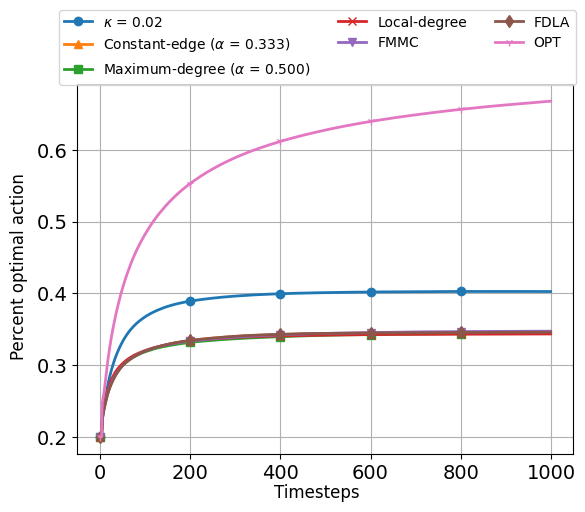 κ = 0.02
Constant-edge (α = 0.333)
Maximum-degree (α = 0.500)
Local-degree
FMMC
FDLA
OPT
Percent optimal action
0.6
0.5
0.4
0.3
0.2
0 200 400 600 800 1000
Timesteps